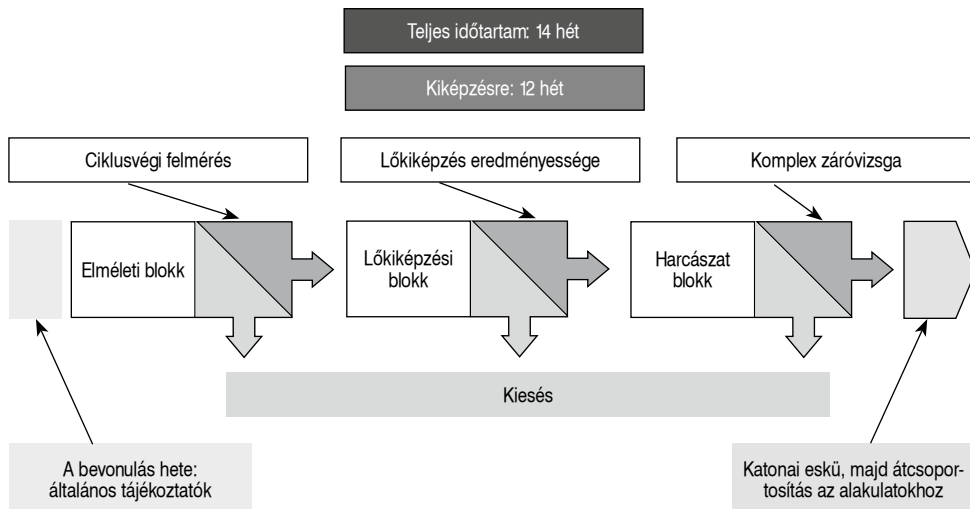 Teljes időtartam: 14 hét
Kiképzésre: 12 hét
Ciklusvégi felmérés
Lőkiképzés eredményessége
Komplex záróvizsga
Elméleti blokk
Lőkiképzési
blokk
Harcászat
blokk
Kiesés
A bevonulás hete:
általános tájékoztatók
Katonai eskü, majd átcsopor-
tosítás az alakulatokhoz